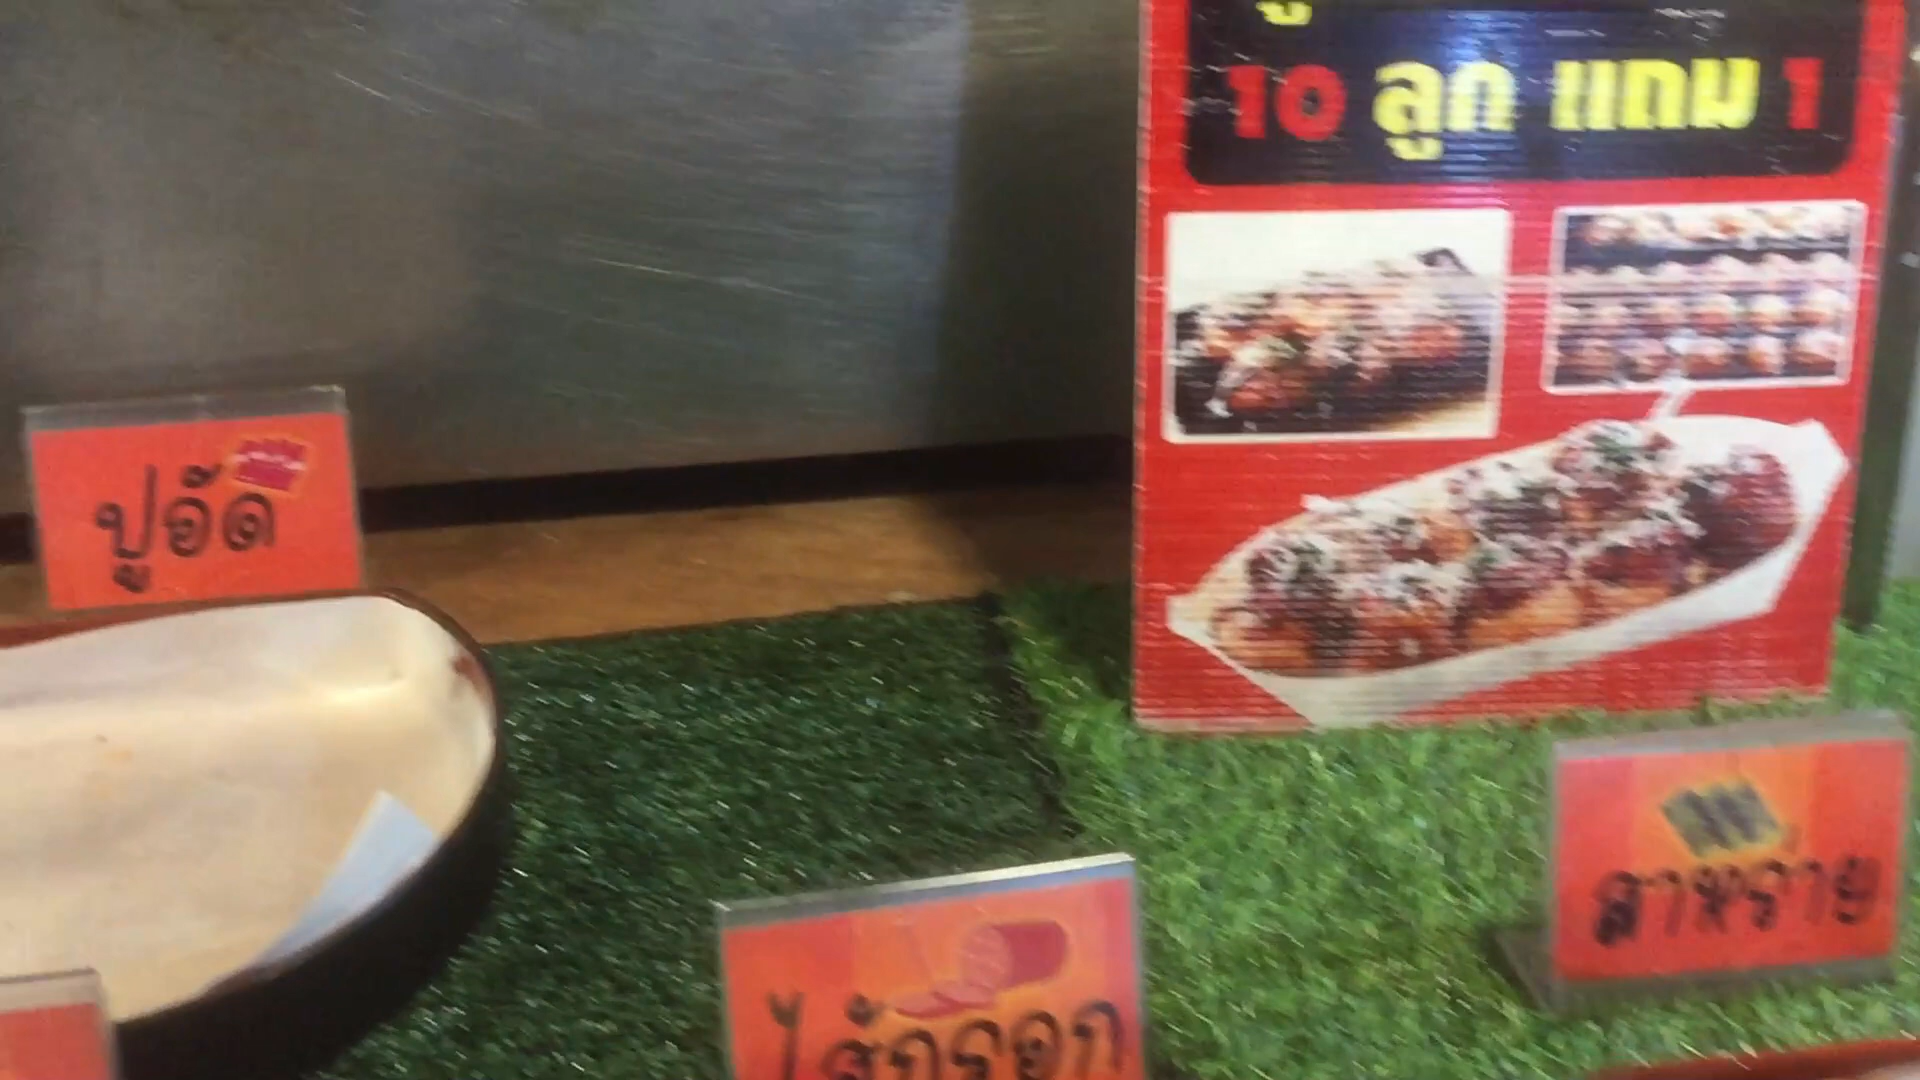 10 ลูก แถม 1
ปูอัด
ไส้กรอก
สาหร่าย